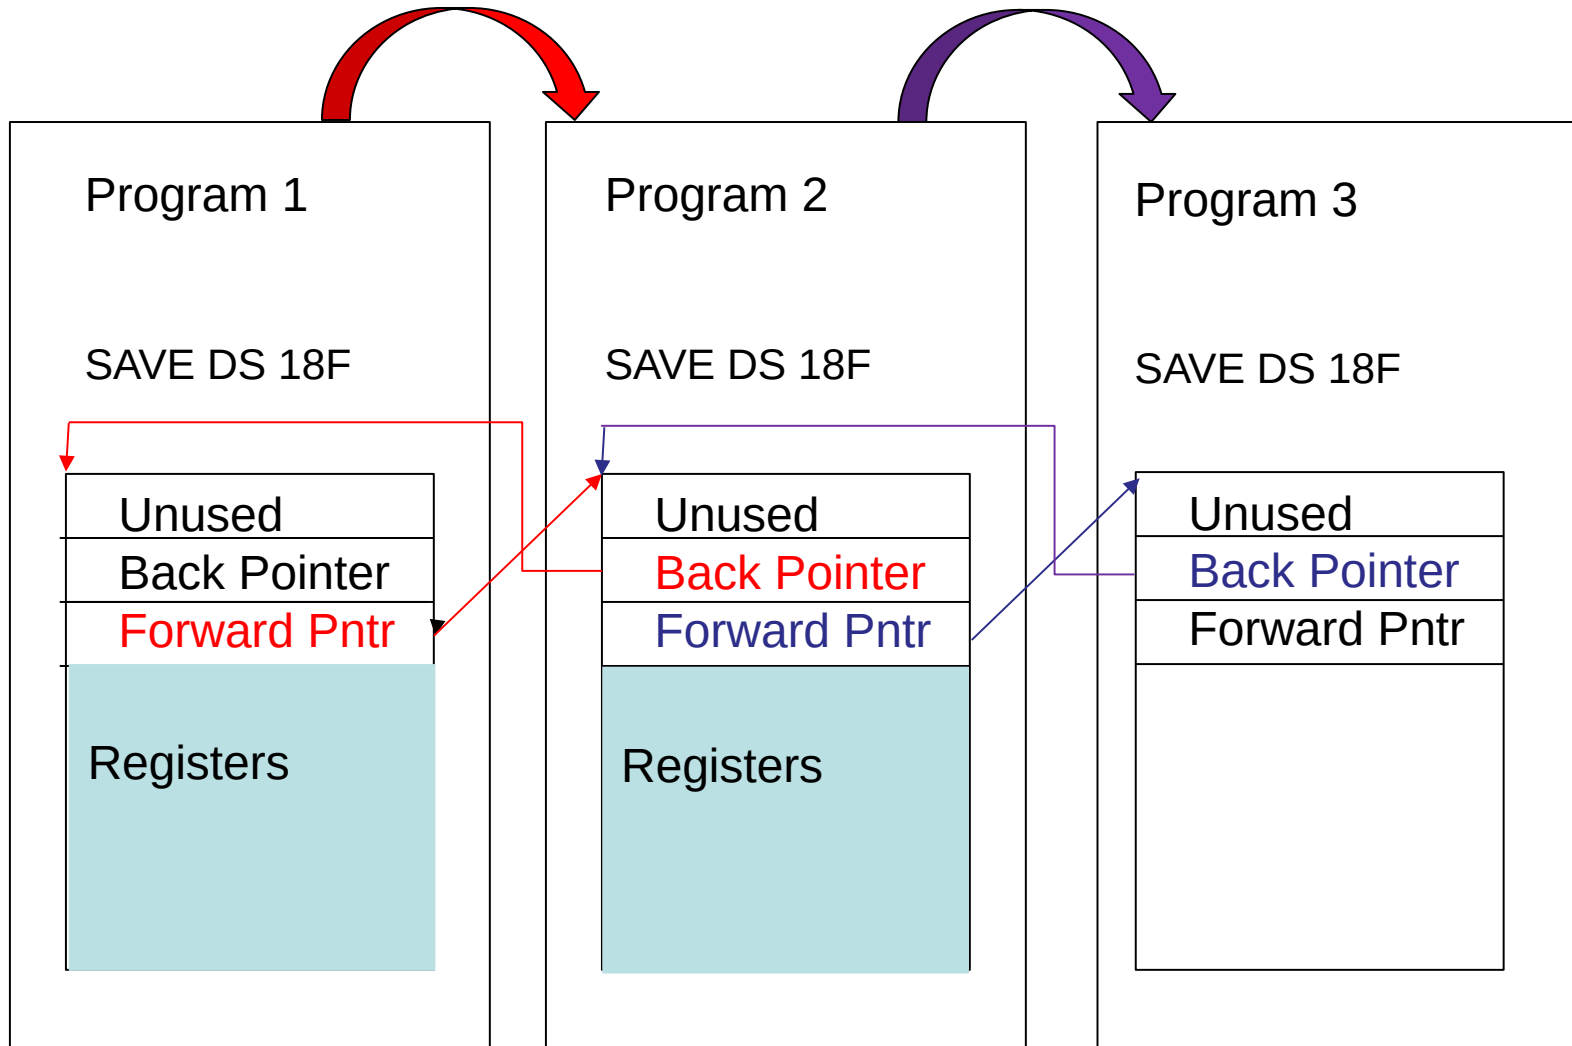 Program 1
SAVE DS 18F
Unused
Back Pointer
Forward Pntr
Registers
Program 2
SAVE DS 18F
Unused
Back Pointer
Forward Pntr
Registers
Program 3
SAVE DS 18F
Unused
Back Pointer
Forward Pntr